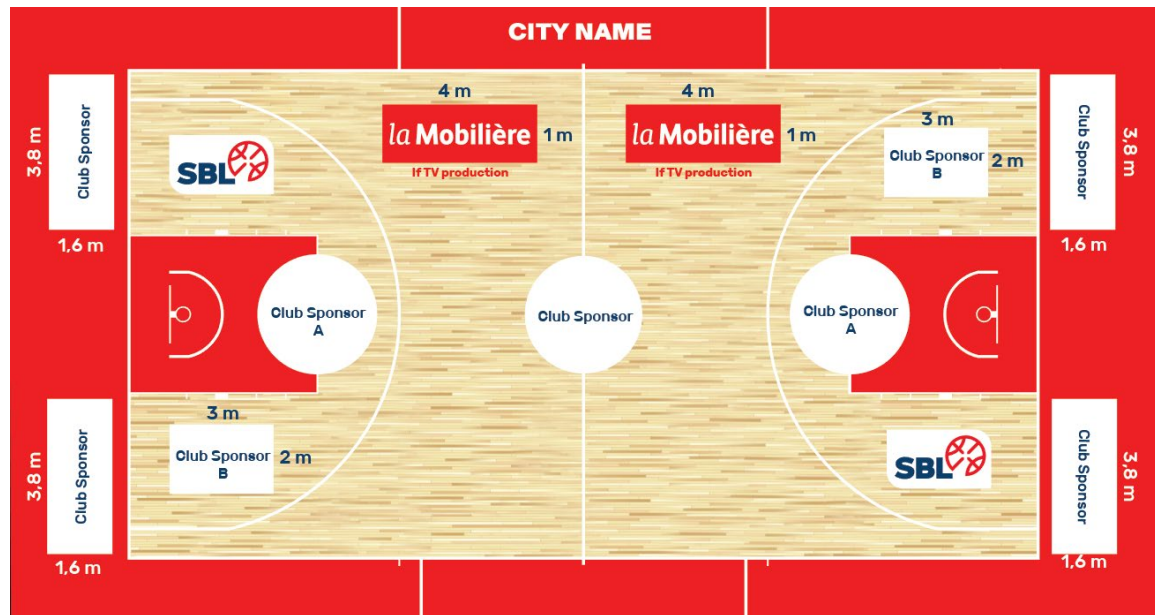 CITY NAME
4 m
la Mobilière
1 m
If TV production
4 m
la Mobilière
1 m
If TV production
3,8 m
Club Sponsor
1,6 m
SBL
3 m
Club Sponsor
B
2 m
Club Sponsor
3,8 m
1,6 m
Club Sponsor
A
Club Sponsor
Club Sponsor
A
3,8 m
Club Sponsor
1,6 m
3 m
Club Sponsor
B
2 m
SBL
Club Sponsor
3,8 m
1,6 m